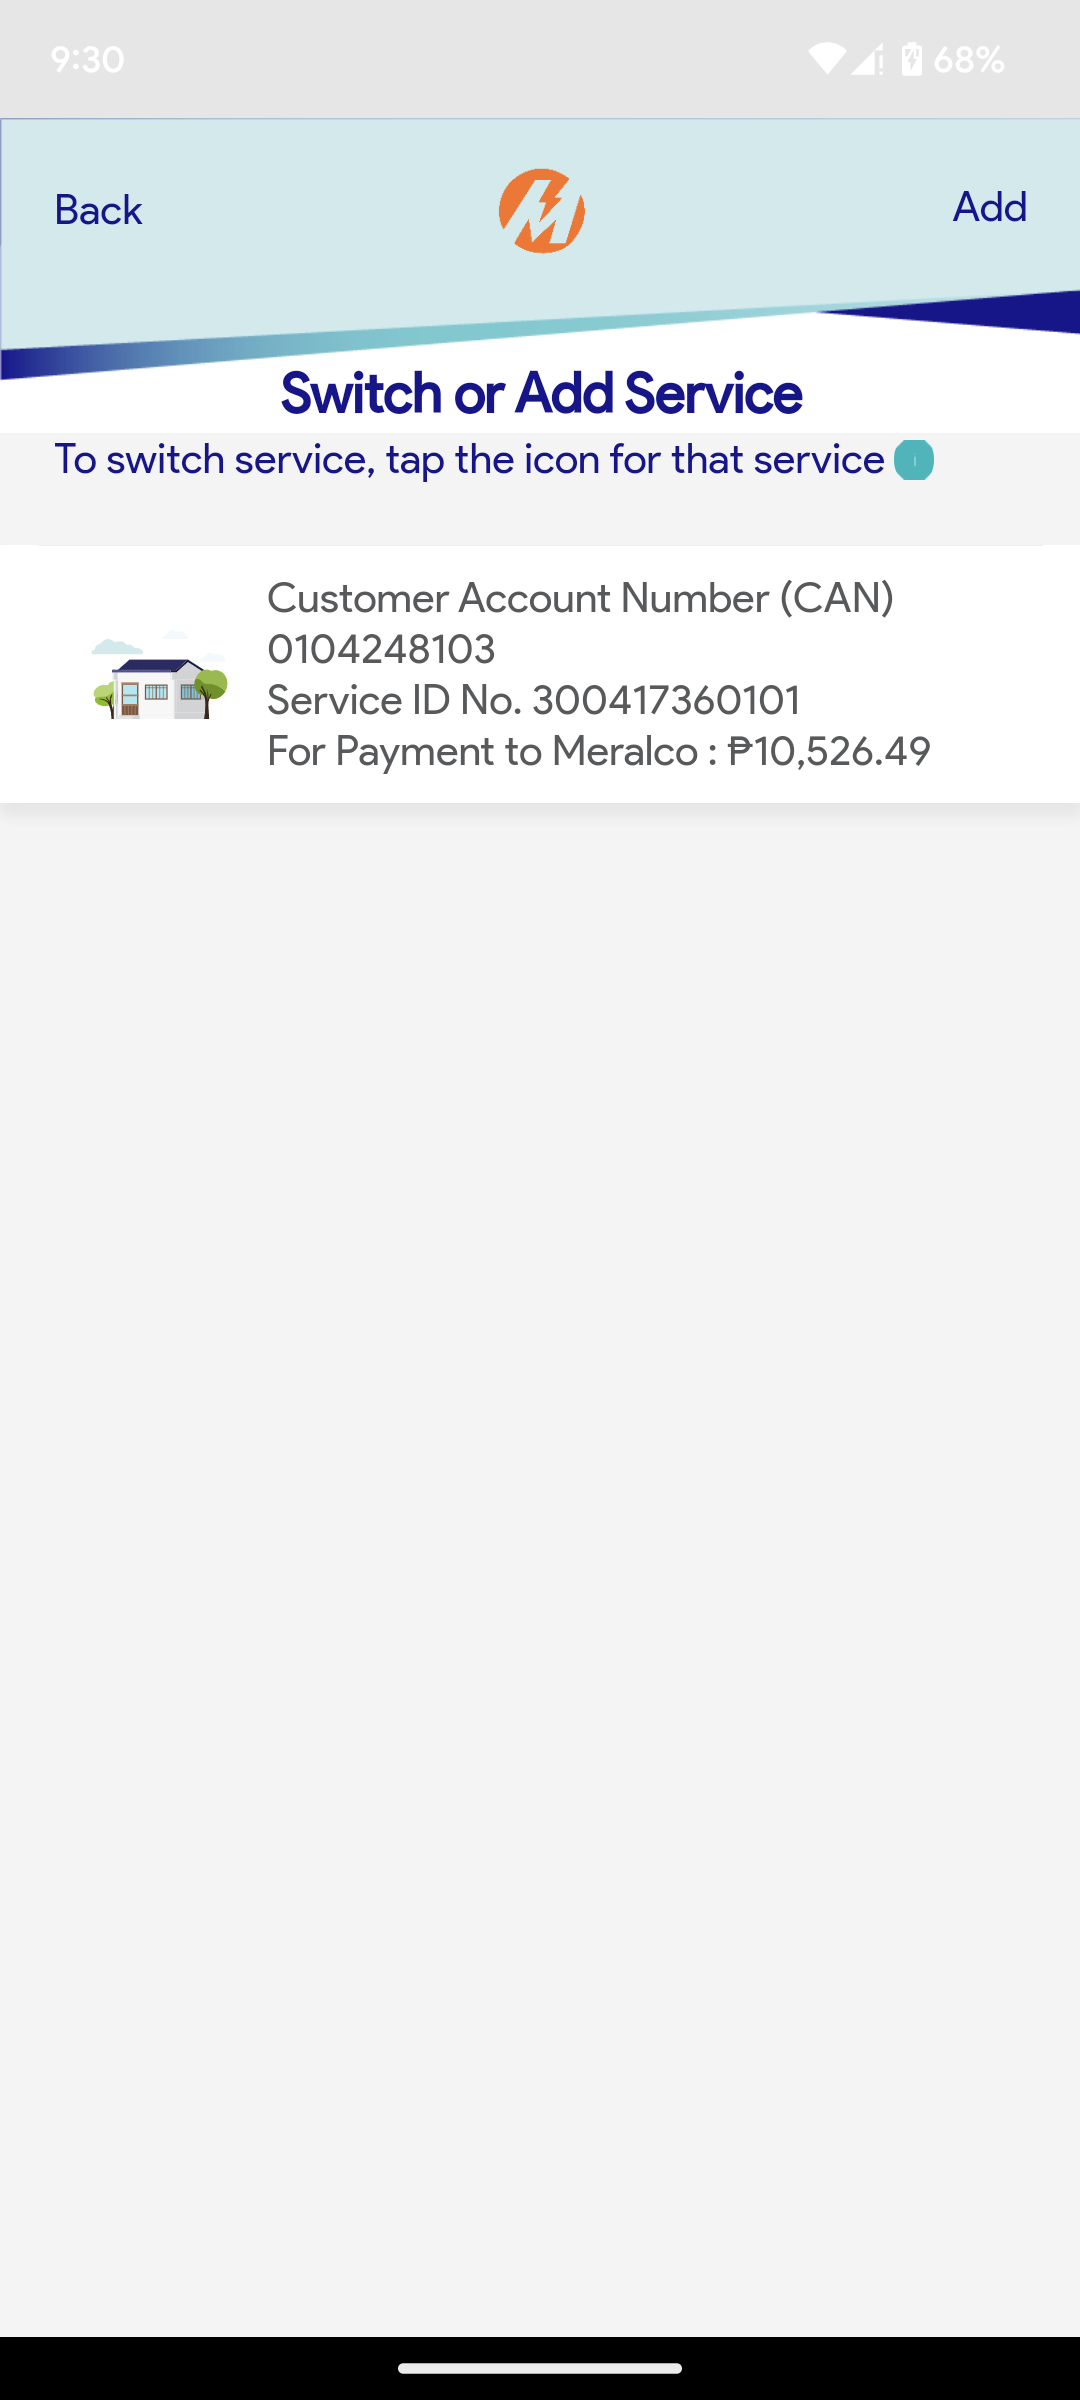 9:30
68%
Back
Add
Switch or Add Service
To switch service, tap the icon for that service
Customer Account Number (CAN)
0104248103
Service ID No. 300417360101
For Payment to Meralco : ₱10,526.49